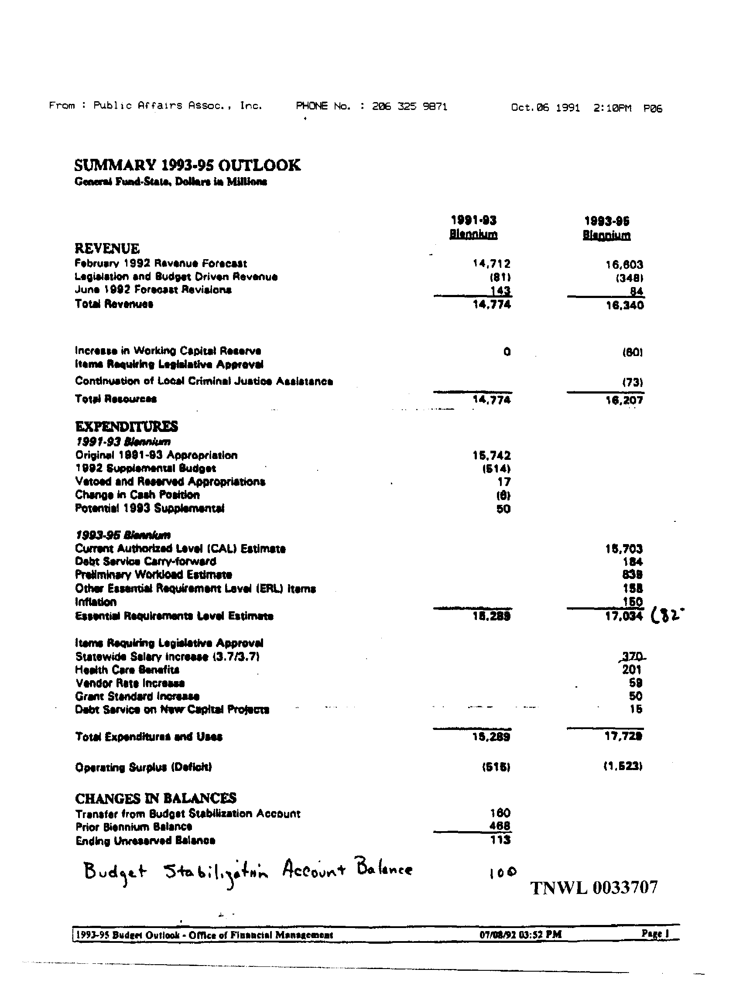 From : Public Affairs Assoc., Inc. PHONE No. : 206 325 9871 Oct.06 1991 2:10PM P06
SUMMARY 1993-95 OUTLOOK
General Fund-State, Dollars in Millions
1991-93 1993-95
Biennium Biennium
REVENUE
February 1992 Revenue Forecast 14,712 16,603
Legislation and Budget Driven Revenue (81) (348)
June 1992 Forecast Revisions 143 84
Total Revenues 14,774 16,340
Increase in Working Capital Reserve 0 (60)
Items Requiring Legislative Approval
Continuation of Local Criminal Justice Assistance (73)
Total Resources 14,774 16,207
EXPENDITURES
1991-93 Biennium
Original 1991-93 Appropriation 15,742
1992 Supplemental Budget (514)
Vetoed and Reserved Appropriations 17
Change in Cash Position (6)
Potential 1993 Supplemental 50
1993-95 Biennium
Current Authorized Level (CAL) Estimate 15,703
Debt Service Carry-forward 184
Preliminary Workload Estimate 839
Other Essential Requirement Level (ERL) Items 158
Inflation 150
Essential Requirements Level Estimate 15,289 17,034 (82
Items Requiring Legislative Approval
Statewide Salary Increase (3.7/3.7) 370
Health Care Benefits 201
Vendor Rate Increase 59
Grant Standard Increase 50
Debt Service on New Capital Projects 15
Total Expenditures and Uses 15,289 17,729
Operating Surplus (Deficit) (515) (1,523)
CHANGES IN BALANCES
Transfer from Budget Stabilization Account 160
Prior Biennium Balance 468
Ending Unreserved Balance 113
Budget Stabilization Account Balance 100
TNWL 0033707
1993-95 Budget Outlook - Office of Financial Management 07/08/92 03:52 PM Page 1